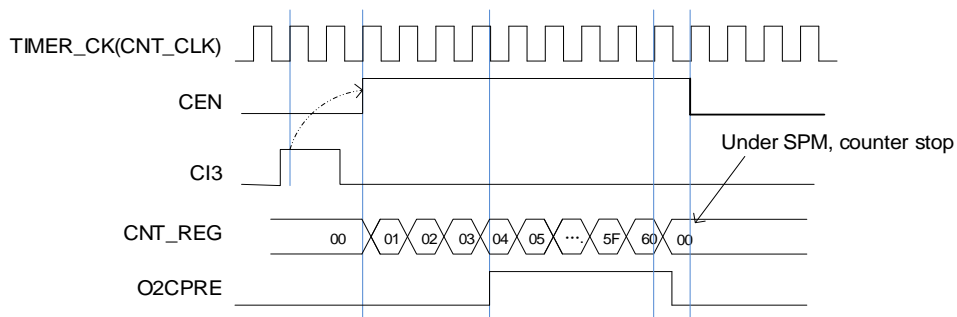 TIMER_CK(CNT_CLK)
CEN
Under SPM, counter stop
CI3
CNT_REG 00 01 02 03 04 05 .... 5F 60 00
O2CPRE